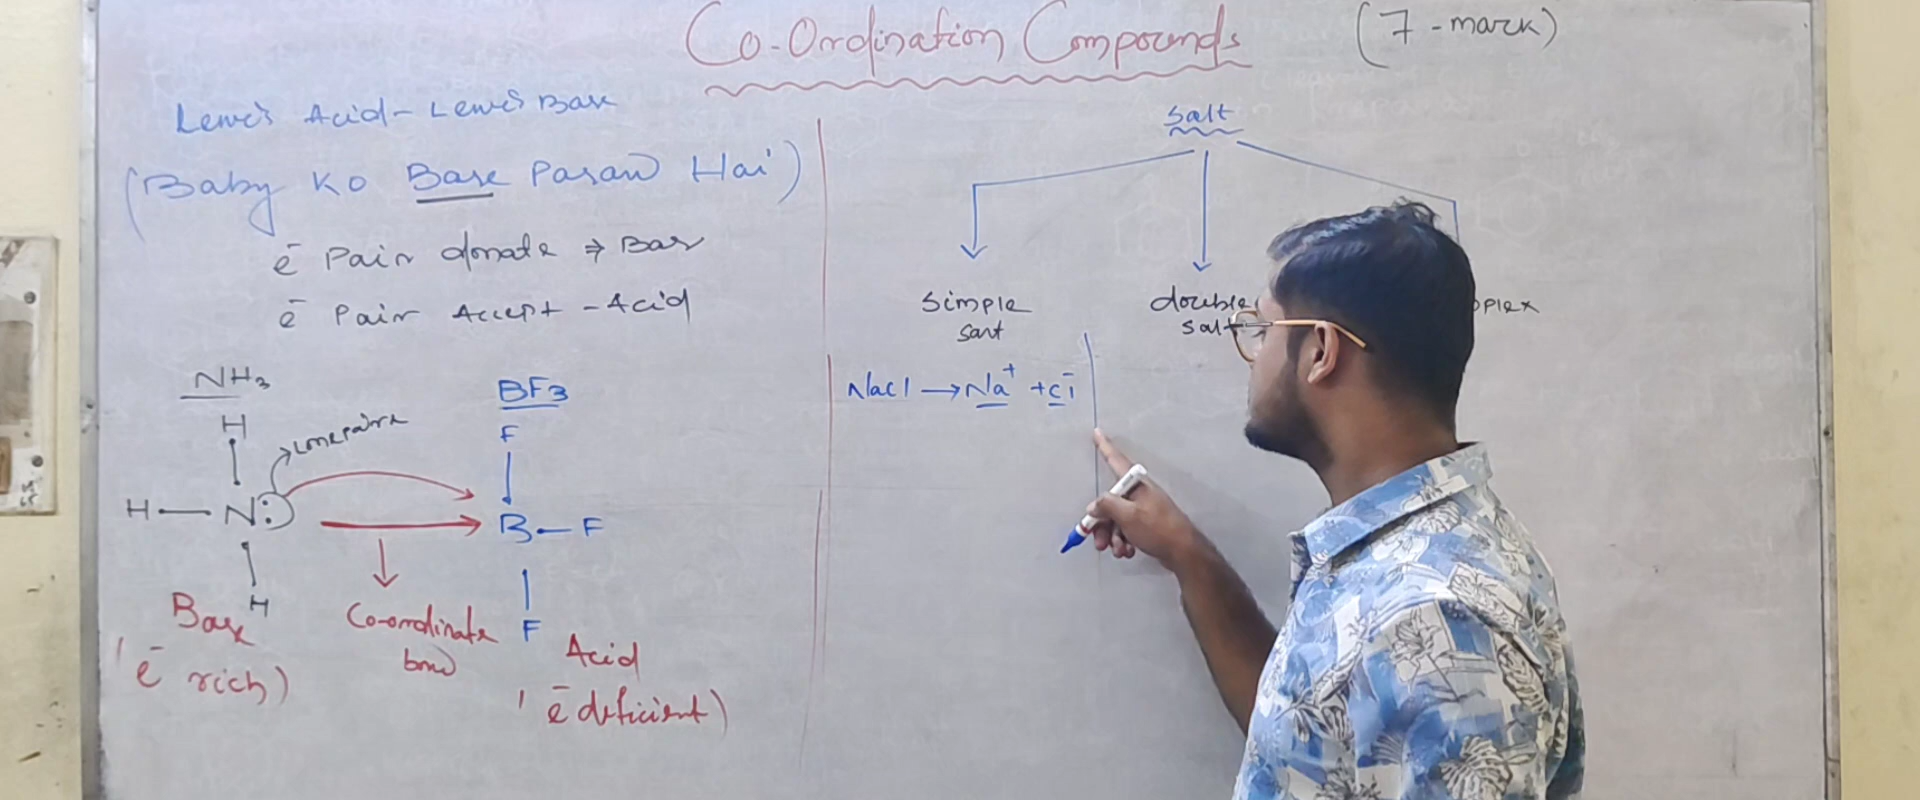 Co-Ordination Compounds (7-mark)
Lewis Acid-Lewis Base
(Baby KO Base Pasand Hai)
e⁻ Pair donate ⇒ Base
e⁻ Pair Accept - Acid
NH₃
H
Lone paire
H — N:
H
Base
(e⁻ rich)
Co-ordinate
bond
BF₃
F
B — F
F
Acid
(e⁻ deficient)
Salt
Simple
salt
double
salt
plex
NaCl → Na⁺ + Cl⁻